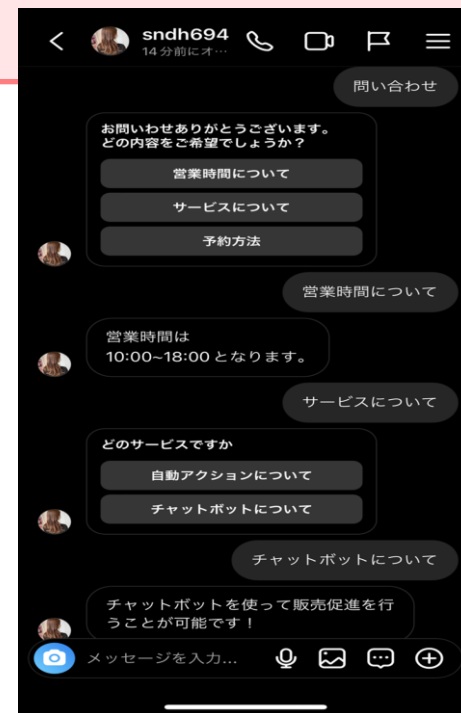 sndh694
14分前にオ…
問い合わせ
お問いわせありがとうございます。
どの内容をご希望でしょうか？
営業時間について
サービスについて
予約方法
営業時間について
営業時間は
10:00~18:00となります。
サービスについて
どのサービスですか
自動アクションについて
チャットボットについて
チャットボットについて
チャットボットを使って販売促進を行
うことが可能です！
メッセージを入力...